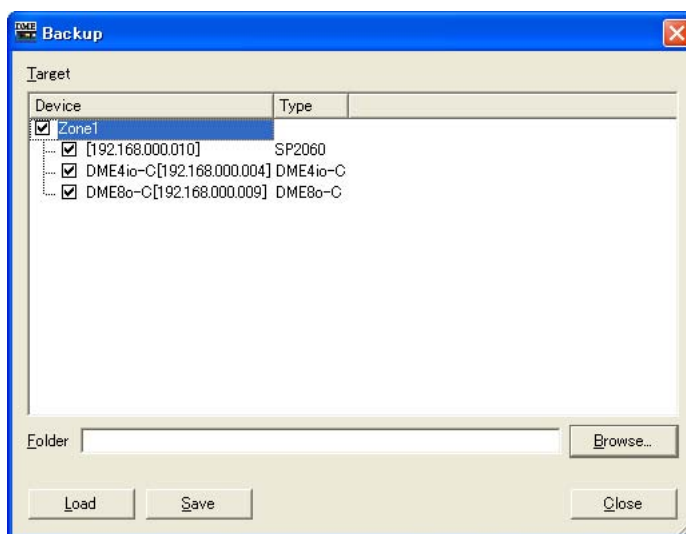 DME Backup
Target
Device Type
Zone1
[192.168.000.010] SP2060
DME4io-C[192.168.000.004] DME4io-C
DME8o-C[192.168.000.009] DME8o-C
Folder Browse...
Load Save Close